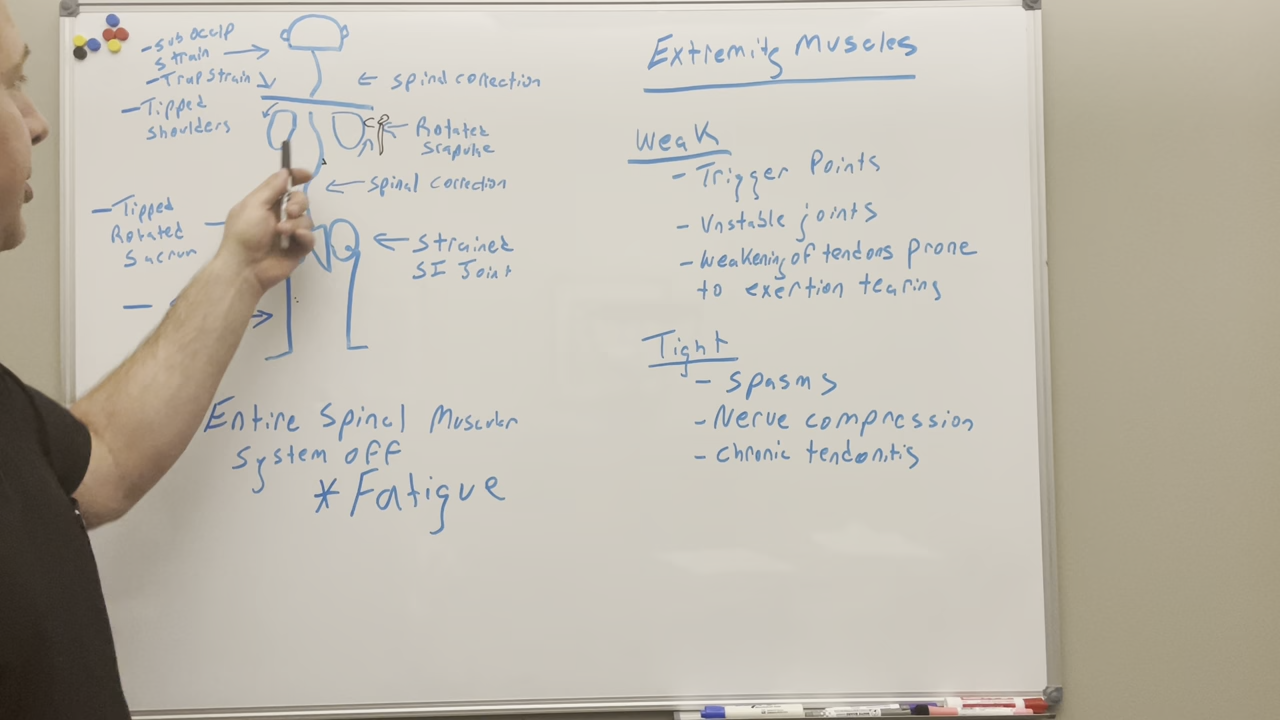 - Sub occip
strain
- Trap strain
- Tipped
shoulders
spinal correction
Rotated
Srapulae
spinal correction
- Tipped
Rotated
Sacrum
Strained
SI Joint
Entire Spinal Muscular
System off
* Fatigue
Extremity Muscles
Weak
- Trigger Points
- Unstable joints
- Weakening of tendons prone
to exertion tearing
Tight
- Spasms
- Nerve compression
- Chronic tendonitis